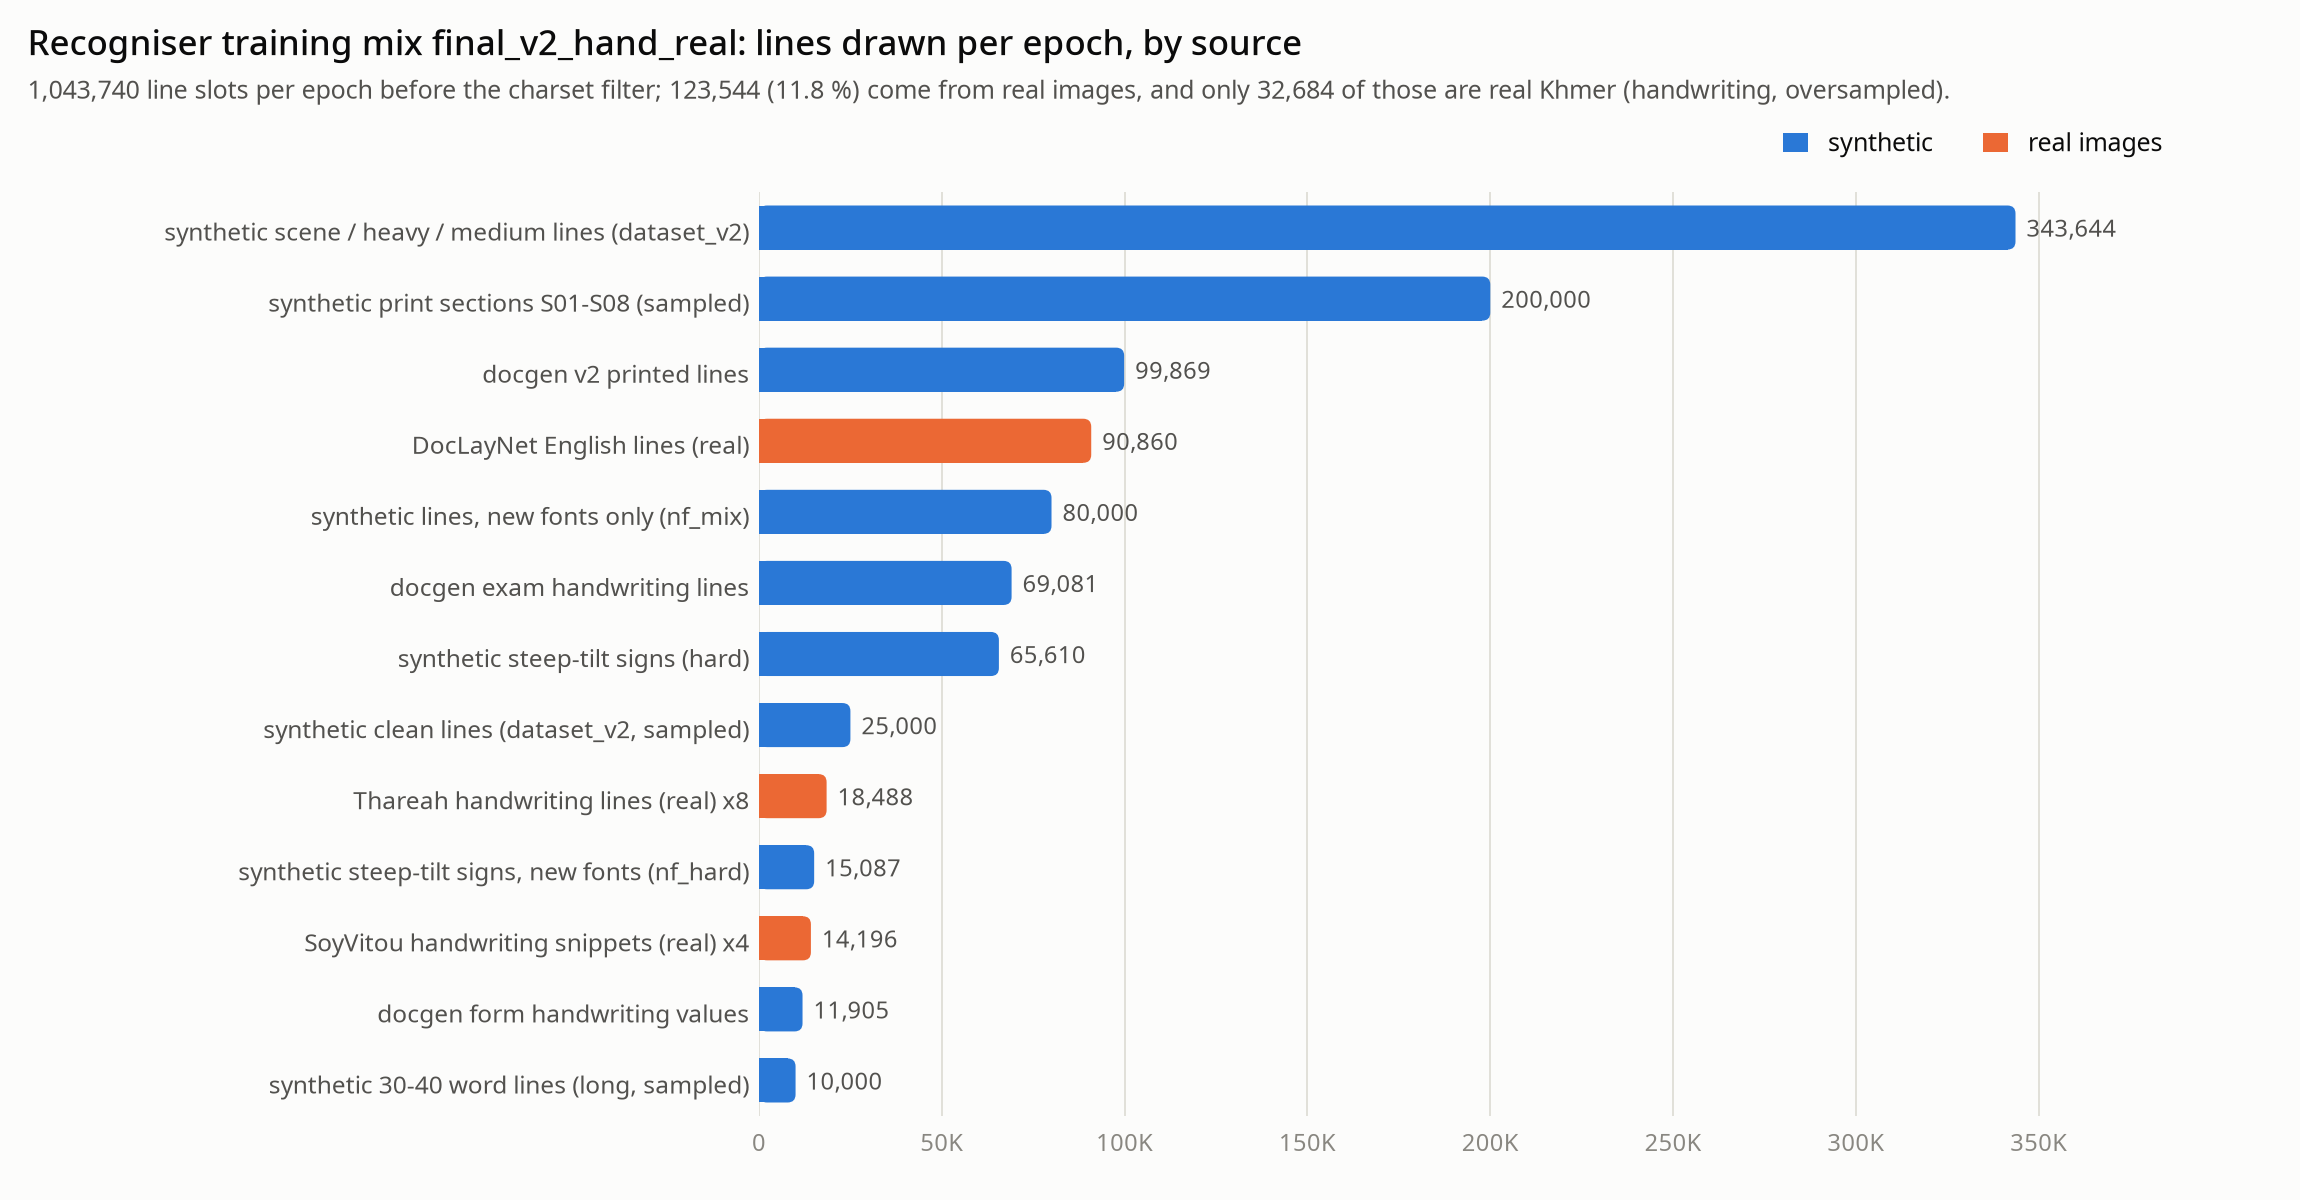 Recogniser training mix final_v2_hand_real: lines drawn per epoch, by source
1,043,740 line slots per epoch before the charset filter; 123,544 (11.8 %) come from real images, and only 32,684 of those are real Khmer (handwriting, oversampled).
synthetic
real images
synthetic scene / heavy / medium lines (dataset_v2) 343,644
synthetic print sections S01-S08 (sampled) 200,000
docgen v2 printed lines 99,869
DocLayNet English lines (real) 90,860
synthetic lines, new fonts only (nf_mix) 80,000
docgen exam handwriting lines 69,081
synthetic steep-tilt signs (hard) 65,610
synthetic clean lines (dataset_v2, sampled) 25,000
Thareah handwriting lines (real) x8 18,488
synthetic steep-tilt signs, new fonts (nf_hard) 15,087
SoyVitou handwriting snippets (real) x4 14,196
docgen form handwriting values 11,905
synthetic 30-40 word lines (long, sampled) 10,000
0 50K 100K 150K 200K 250K 300K 350K